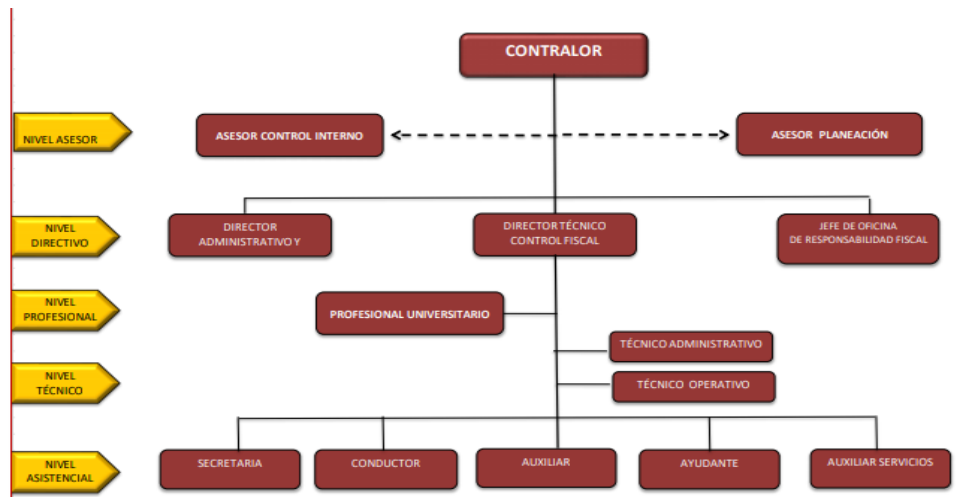 CONTRALOR
NIVEL ASESOR
ASESOR CONTROL INTERNO
ASESOR PLANEACIÓN
NIVEL
DIRECTIVO
DIRECTOR
ADMINISTRATIVO Y
DIRECTOR TÉCNICO
CONTROL FISCAL
JEFE DE OFICINA
DE RESPONSABILIDAD FISCAL
NIVEL
PROFESIONAL
PROFESIONAL UNIVERSITARIO
TÉCNICO ADMINISTRATIVO
NIVEL
TÉCNICO
TÉCNICO OPERATIVO
NIVEL
ASISTENCIAL
SECRETARIA
CONDUCTOR
AUXILIAR
AYUDANTE
AUXILIAR SERVICIOS